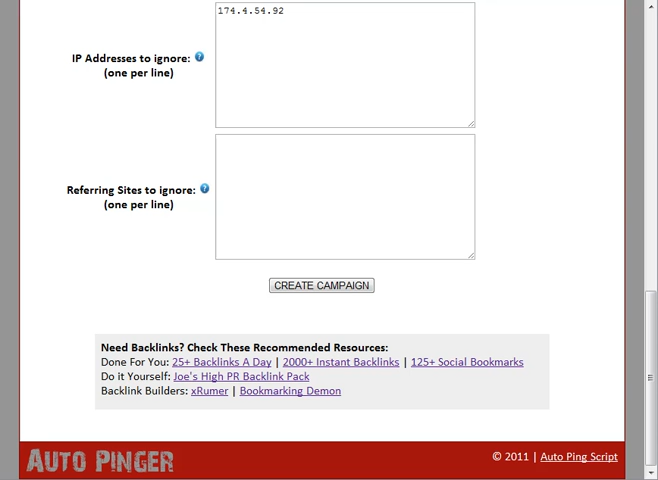 174.4.54.92
IP Addresses to ignore:
(one per line)
Referring Sites to ignore:
(one per line)
CREATE CAMPAIGN
Need Backlinks? Check These Recommended Resources:
Done For You: 25+ Backlinks A Day | 2000+ Instant Backlinks | 125+ Social Bookmarks
Do it Yourself: Joe's High PR Backlink Pack
Backlink Builders: xRumer | Bookmarking Demon
AUTO PINGER
© 2011 | Auto Ping Script